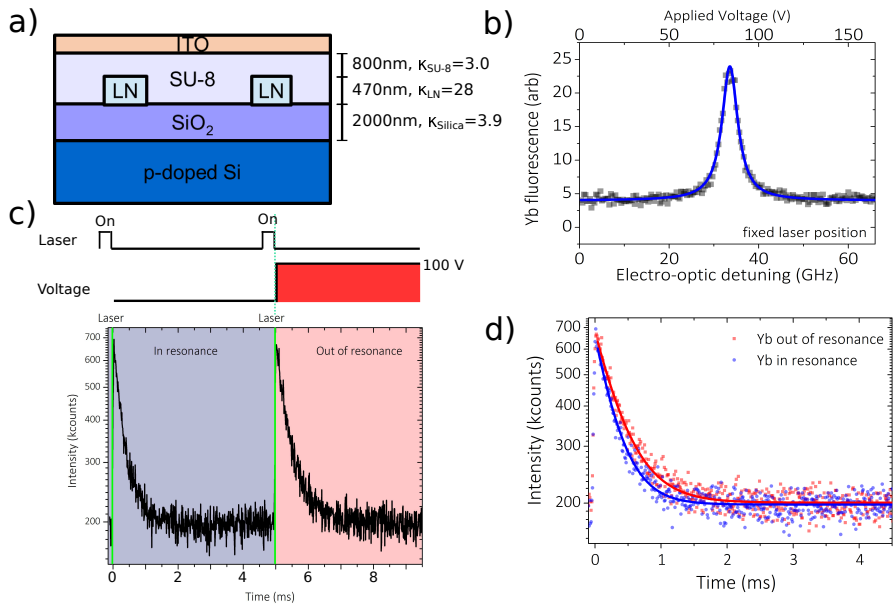 a)
ITO
SU-8
LN
LN
SiO₂
p-doped Si
800nm, κSU-8=3.0
470nm, κLN=28
2000nm, κSilica=3.9
b)
Applied Voltage (V)
0 50 100 150
Yb fluorescence (arb)
25
20
15
10
5
0
fixed laser position
0 20 40 60
Electro-optic detuning (GHz)
c)
On
On
Laser
Voltage
100 V
Laser
Laser
In resonance
Out of resonance
Intensity (kcounts)
700
600
500
400
300
200
0 2 4 6 8
Time (ms)
d)
Yb out of resonance
Yb in resonance
Intensity (kcounts)
700
600
500
400
300
200
0 1 2 3 4
Time (ms)